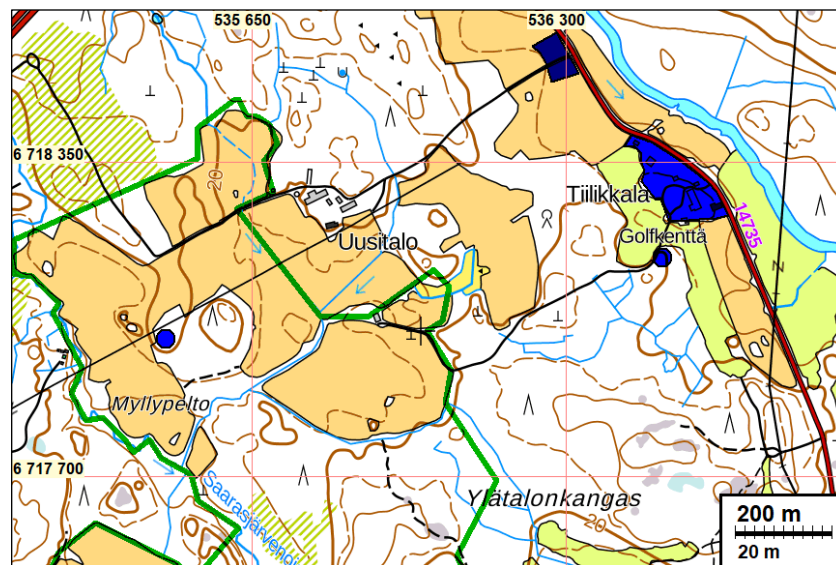 535 650
536 300
6 718 350
20
Tiilikkala
14735
Uusitalo
Golfkenttä
Myllypelto
6 717 700
Saarasjärvenoj
Ylätalonkangas
20
200 m
20 m